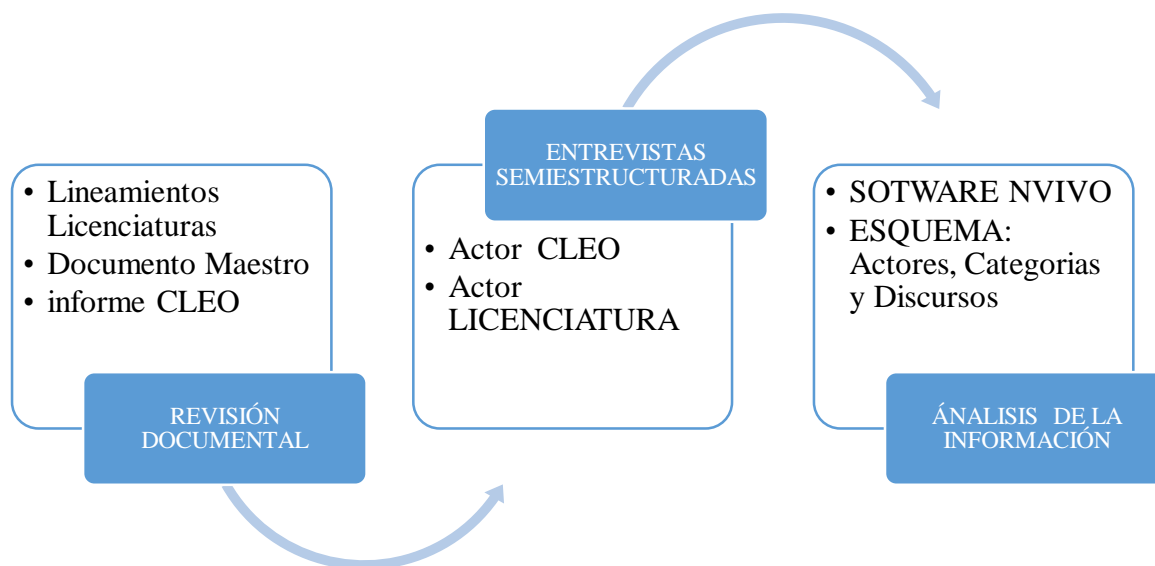 • Lineamientos
Licenciaturas
• Documento Maestro
• informe CLEO
REVISIÓN
DOCUMENTAL
ENTREVISTAS
SEMIESTRUCTURADAS
• Actor CLEO
• Actor
LICENCIATURA
• SOTWARE NVIVO
• ESQUEMA:
Actores, Categorias
y Discursos
ÁNALISIS DE LA
INFORMACIÓN